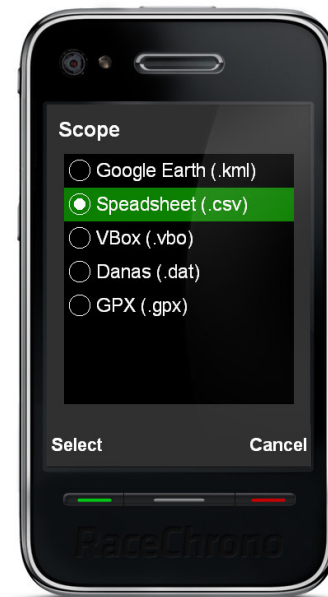 Scope
Google Earth (.kml)
Speadsheet (.csv)
VBox (.vbo)
Danas (.dat)
GPX (.gpx)
Select Cancel
RaceChrono